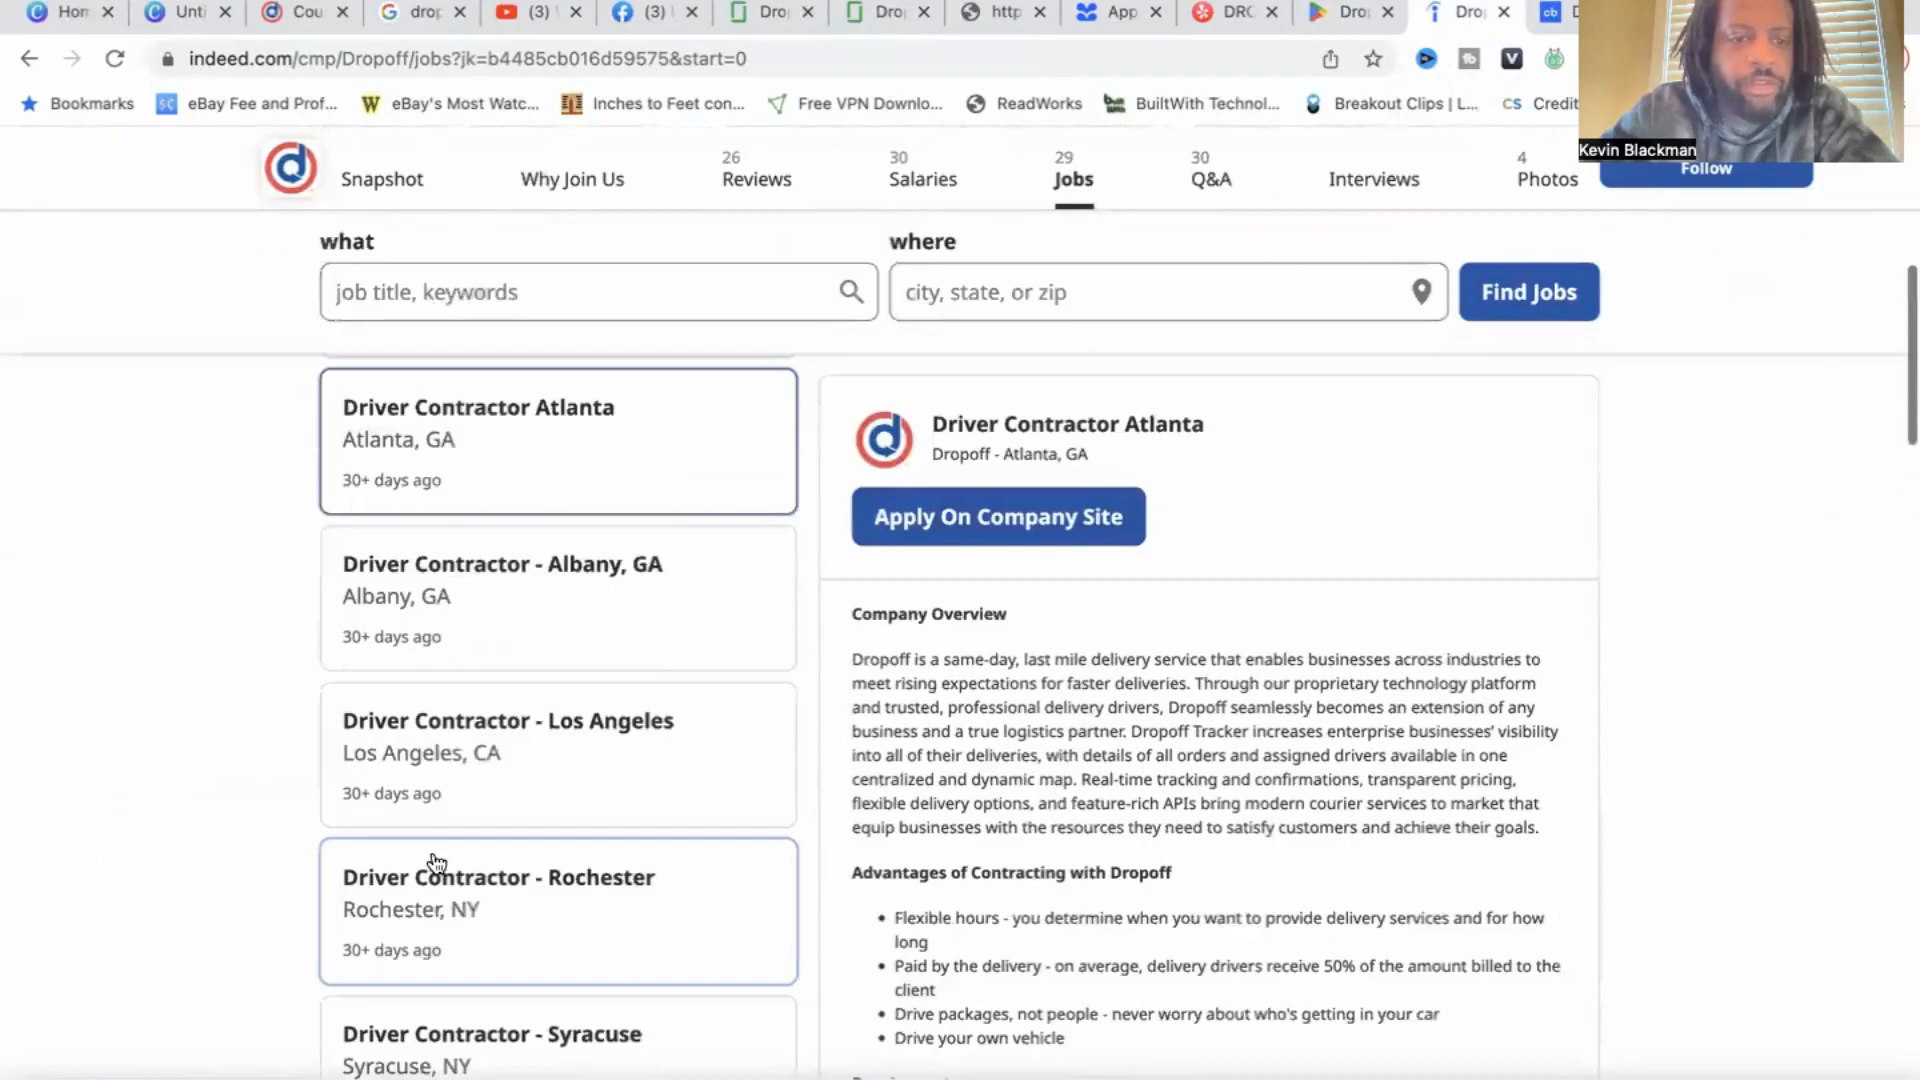 Hon
Unti
Cou
drop
(3)
(3)
Dro
Dro
http
App
DRC
Dro
Dro
indeed.com/cmp/Dropoff/jobs?jk=b4485cb016d59575&start=0
Bookmarks
eBay Fee and Prof...
eBay's Most Watc...
Inches to Feet con...
Free VPN Downlo...
ReadWorks
BuiltWith Technol...
Breakout Clips | L...
CS Credit
Kevin Blackman
Snapshot
Why Join Us
26
Reviews
30
Salaries
29
Jobs
30
Q&A
Interviews
4
Photos
Follow
what
where
job title, keywords
city, state, or zip
Find Jobs
Driver Contractor Atlanta
Atlanta, GA
30+ days ago
Driver Contractor - Albany, GA
Albany, GA
30+ days ago
Driver Contractor - Los Angeles
Los Angeles, CA
30+ days ago
Driver Contractor - Rochester
Rochester, NY
30+ days ago
Driver Contractor - Syracuse
Syracuse, NY
Driver Contractor Atlanta
Dropoff - Atlanta, GA
Apply On Company Site
Company Overview
Dropoff is a same-day, last mile delivery service that enables businesses across industries to
meet rising expectations for faster deliveries. Through our proprietary technology platform
and trusted, professional delivery drivers, Dropoff seamlessly becomes an extension of any
business and a true logistics partner. Dropoff Tracker increases enterprise businesses' visibility
into all of their deliveries, with details of all orders and assigned drivers available in one
centralized and dynamic map. Real-time tracking and confirmations, transparent pricing,
flexible delivery options, and feature-rich APIs bring modern courier services to market that
equip businesses with the resources they need to satisfy customers and achieve their goals.
Advantages of Contracting with Dropoff
• Flexible hours - you determine when you want to provide delivery services and for how
long
• Paid by the delivery - on average, delivery drivers receive 50% of the amount billed to the
client
• Drive packages, not people - never worry about who's getting in your car
• Drive your own vehicle